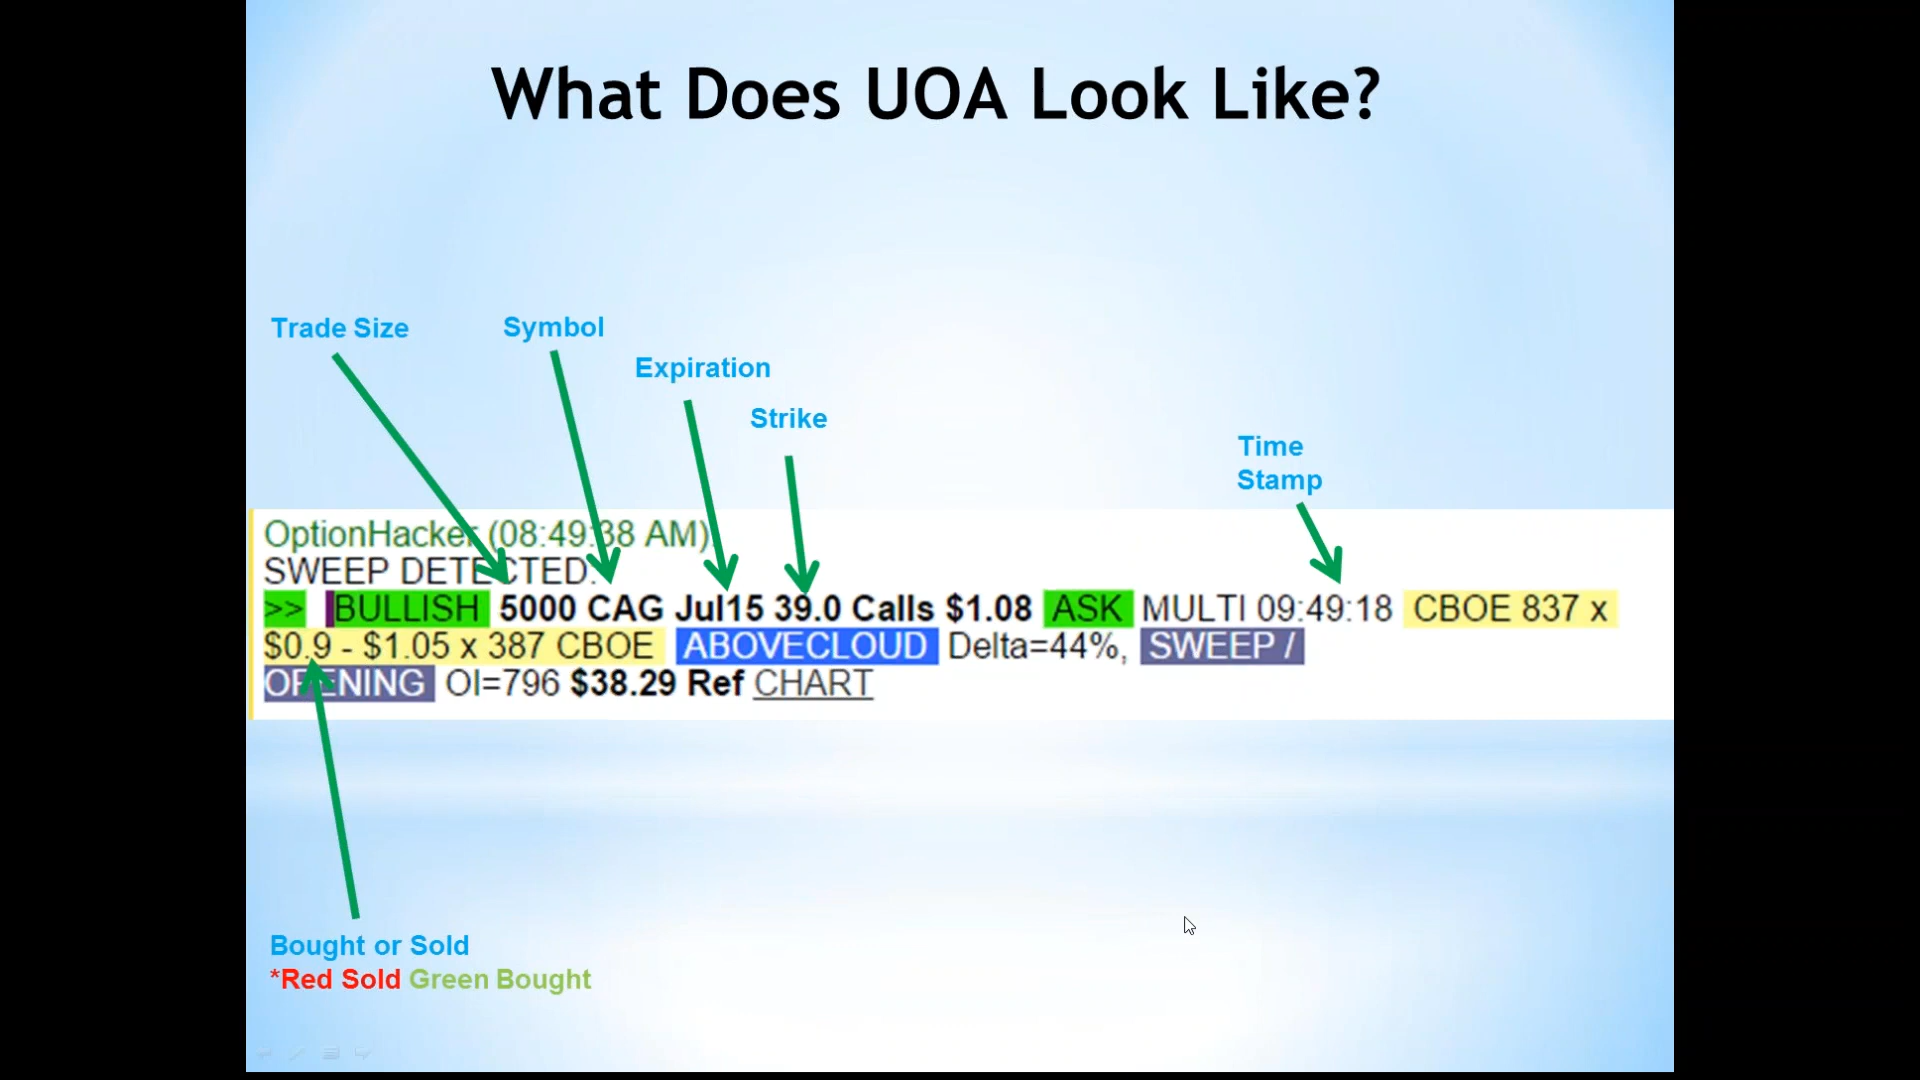 What Does UOA Look Like?
Trade Size
Symbol
Expiration
Strike
Time
Stamp
OptionHacker (08:49:38 AM)
SWEEP DETECTED:
>> BULLISH 5000 CAG Jul15 39.0 Calls $1.08 ASK MULTI 09:49:18 CBOE 837 x
$0.9 - $1.05 x 387 CBOE ABOVECLOUD Delta=44%, SWEEP /
OPENING OI=796 $38.29 Ref CHART
Bought or Sold
*Red Sold Green Bought